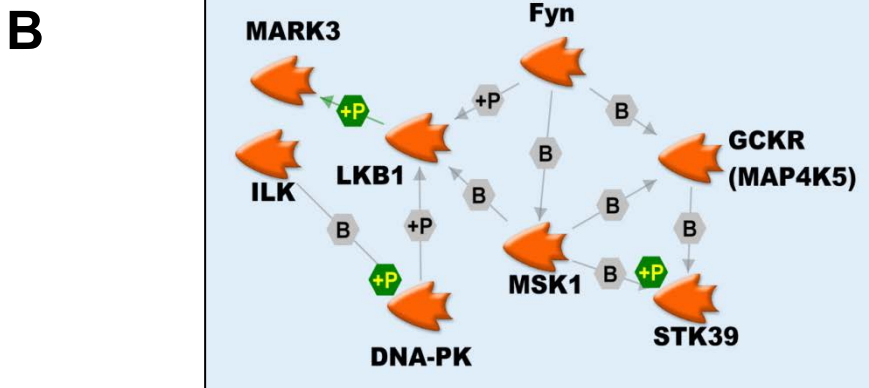 B
Fyn
MARK3
+P
+P
B
GCKR
(MAP4K5)
B
LKB1
ILK
B
B
B
+P
B
B
+P
B
+P
MSK1
STK39
DNA-PK